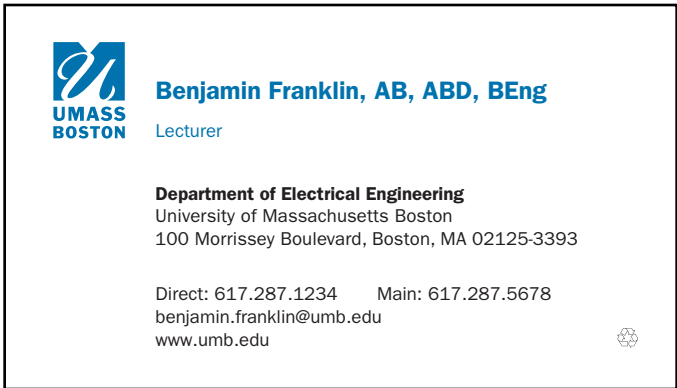 UMASS
BOSTON
Benjamin Franklin, AB, ABD, BEng
Lecturer
Department of Electrical Engineering
University of Massachusetts Boston
100 Morrissey Boulevard, Boston, MA 02125-3393
Direct: 617.287.1234 Main: 617.287.5678
benjamin.franklin@umb.edu
www.umb.edu